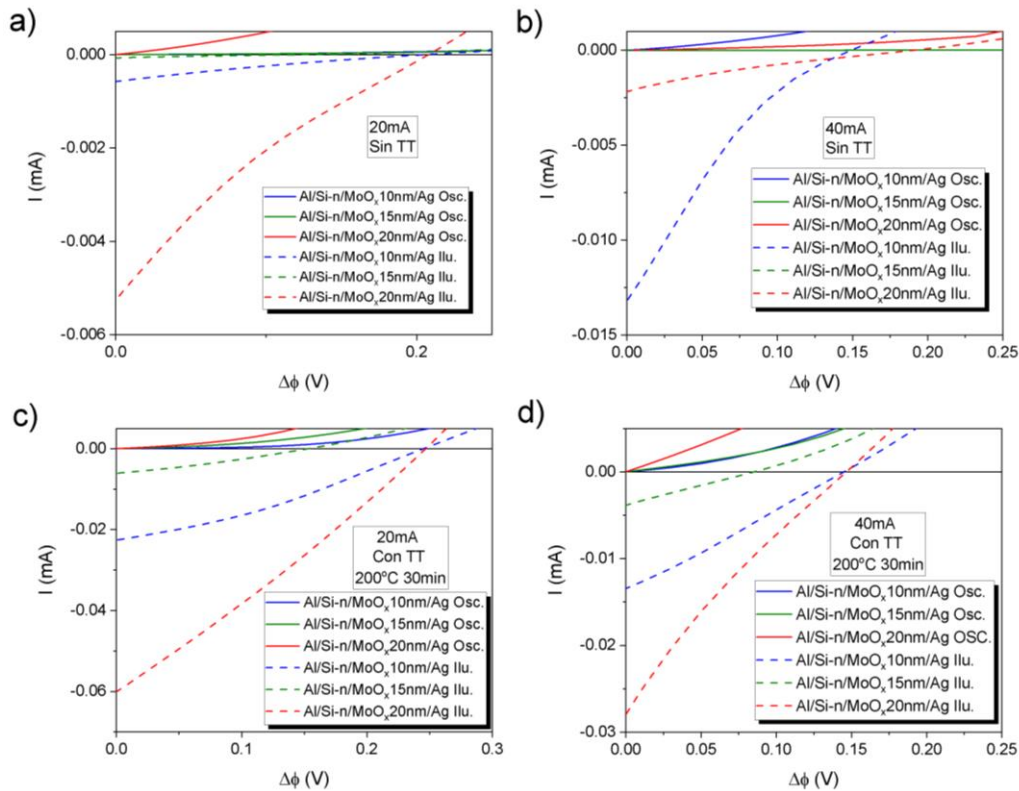 a)
0.000
-0.002
-0.004
-0.006
I (mA)
20mA
Sin TT
Al/Si-n/MoOx10nm/Ag Osc.
Al/Si-n/MoOx15nm/Ag Osc.
Al/Si-n/MoOx20nm/Ag Osc.
Al/Si-n/MoOx10nm/Ag Ilu.
Al/Si-n/MoOx15nm/Ag Ilu.
Al/Si-n/MoOx20nm/Ag Ilu.
0.0 0.2
Δϕ (V)
b)
0.000
-0.005
-0.010
-0.015
I (mA)
40mA
Sin TT
Al/Si-n/MoOx10nm/Ag Osc.
Al/Si-n/MoOx15nm/Ag Osc.
Al/Si-n/MoOx20nm/Ag Osc.
Al/Si-n/MoOx10nm/Ag Ilu.
Al/Si-n/MoOx15nm/Ag Ilu.
Al/Si-n/MoOx20nm/Ag Ilu.
0.00 0.05 0.10 0.15 0.20 0.25
Δϕ (V)
c)
0.00
-0.02
-0.04
-0.06
I (mA)
20mA
Con TT
200ºC 30min
Al/Si-n/MoOx10nm/Ag Osc.
Al/Si-n/MoOx15nm/Ag Osc.
Al/Si-n/MoOx20nm/Ag Osc.
Al/Si-n/MoOx10nm/Ag Ilu.
Al/Si-n/MoOx15nm/Ag Ilu.
Al/Si-n/MoOx20nm/Ag Ilu.
0.0 0.1 0.2 0.3
Δϕ (V)
d)
0.00
-0.01
-0.02
-0.03
I (mA)
40mA
Con TT
200ºC 30min
Al/Si-n/MoOx10nm/Ag Osc.
Al/Si-n/MoOx15nm/Ag Osc.
Al/Si-n/MoOx20nm/Ag OSC.
Al/Si-n/MoOx10nm/Ag Ilu.
Al/Si-n/MoOx15nm/Ag Ilu.
Al/Si-n/MoOx20nm/Ag Ilu.
0.00 0.05 0.10 0.15 0.20 0.25
Δϕ (V)